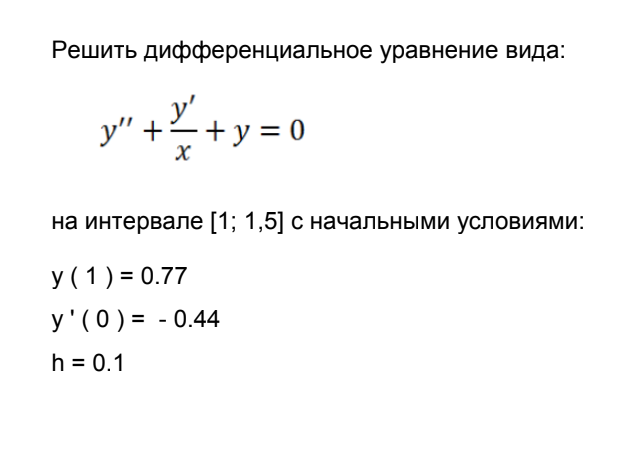 Решить дифференциальное уравнение вида:
y'' + y'/x + y = 0
на интервале [1; 1,5] с начальными условиями:
y ( 1 ) = 0.77
y ' ( 0 ) =  - 0.44
h = 0.1